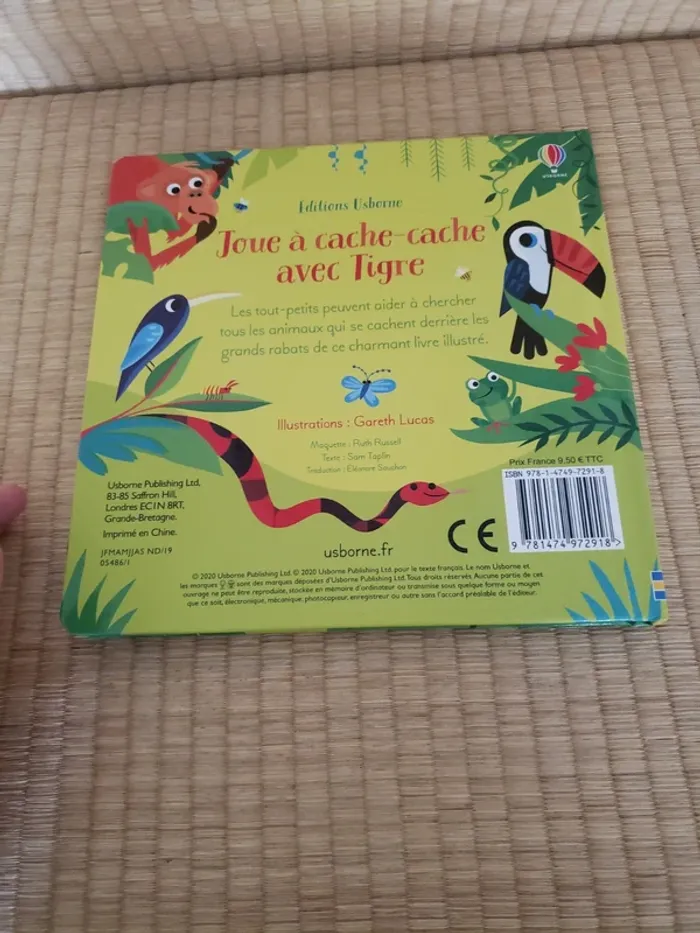 USBORNE
Éditions Usborne
Joue à cache-cache
avec Tigre
Les tout-petits peuvent aider à chercher
tous les animaux qui se cachent derrière les
grands rabats de ce charmant livre illustré.
Illustrations : Gareth Lucas
Maquette : Ruth Russell
Texte : Sam Taplin
Traduction : Éléonore Souchon
Usborne Publishing Ltd,
83-85 Saffron Hill,
Londres EC1N 8RT,
Grande-Bretagne.
Imprimé en Chine.
JFMAMJJAS ND/19
05486/1
usborne.fr
CE
Prix France 9,50 € TTC
ISBN 978-1-4749-7291-8
9 781474 972918 >
© 2020 Usborne Publishing Ltd. © 2020 Usborne Publishing Ltd. pour le texte français. Le nom Usborne et
les marques sont des marques déposées d'Usborne Publishing Ltd. Tous droits réservés. Aucune partie de cet
ouvrage ne peut être reproduite, stockée en mémoire d'ordinateur ou transmise sous quelque forme ou moyen
que ce soit, électronique, mécanique, photocopieur, enregistreur ou autre sans l'accord préalable de l'éditeur.